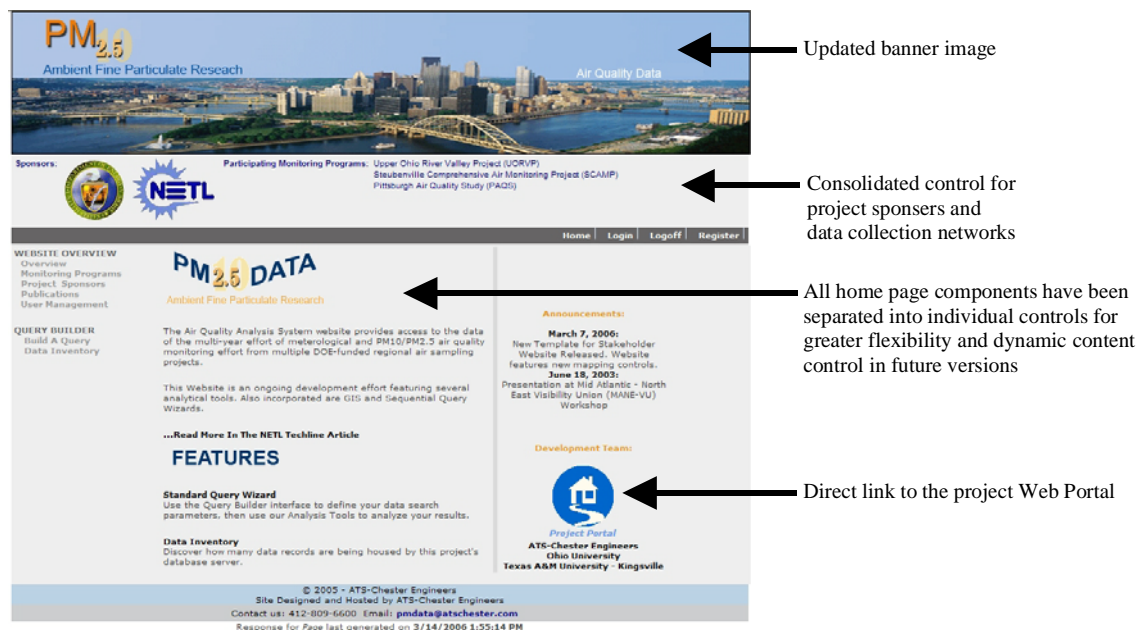 PM2.5 10
Ambient Fine Particulate Reseach
Air Quality Data
Updated banner image
Sponsors:
NETL
Participating Monitoring Programs:
Upper Ohio River Valley Project (UORVP)
Steubenville Comprehensive Air Monitoring Project (SCAMP)
Pittsburgh Air Quality Study (PAQS)
Consolidated control for
project sponsers and
data collection networks
Home | Login | Logoff | Register
WEBSITE OVERVIEW
Overview
Monitoring Programs
Project Sponsors
Publications
User Management
QUERY BUILDER
Build A Query
Data Inventory
PM2.5 10 DATA
Ambient Fine Particulate Research
The Air Quality Analysis System website provides access to the data
of the multi-year effort of meterological and PM10/PM2.5 air quality
monitoring effort from multiple DOE-funded regional air sampling
projects.
This Website is an ongoing development effort featuring several
analytical tools. Also incorporated are GIS and Sequential Query
Wizards.
...Read More In The NETL Techline Article
FEATURES
Standard Query Wizard
Use the Query Builder interface to define your data search
parameters, then use our Analysis Tools to analyze your results.
Data Inventory
Discover how many data records are being housed by this project's
database server.
Announcements:
March 7, 2006:
New Template for Stakeholder
Website Released. Website
features new mapping controls.
June 18, 2003:
Presentation at Mid Atlantic - North
East Visibility Union (MANE-VU)
Workshop
Development Team:
Project Portal
ATS-Chester Engineers
Ohio University
Texas A&M University - Kingsville
All home page components have been
separated into individual controls for
greater flexibility and dynamic content
control in future versions
Direct link to the project Web Portal
© 2005 - ATS-Chester Engineers
Site Designed and Hosted by ATS-Chester Engineers
Contact us: 412-809-6600 Email: pmdata@atschester.com
Response for Page last generated on 3/14/2006 1:55:14 PM